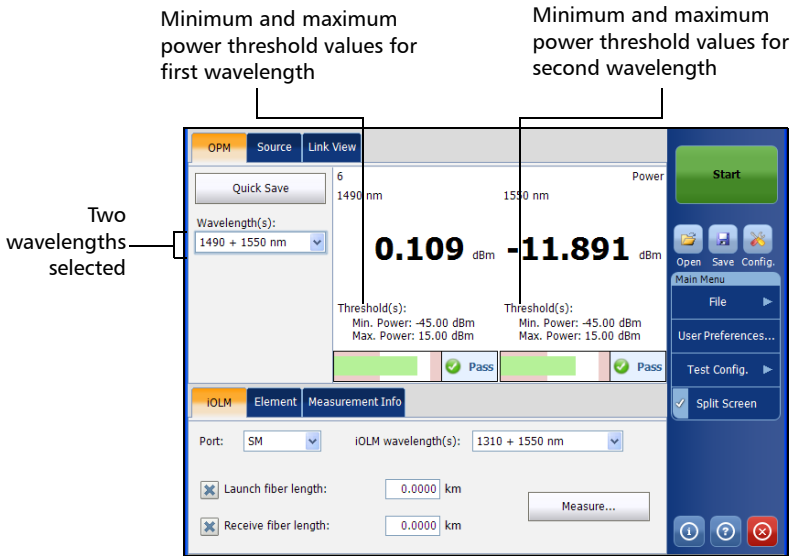 Minimum and maximum
power threshold values for
first wavelength
Minimum and maximum
power threshold values for
second wavelength
Two
wavelengths
selected
OPM
Source
Link View
Quick Save
Wavelength(s):
1490 + 1550 nm
6
Power
1490 nm
1550 nm
0.109 dBm
-11.891 dBm
Threshold(s):
Min. Power: -45.00 dBm
Max. Power: 15.00 dBm
Threshold(s):
Min. Power: -45.00 dBm
Max. Power: 15.00 dBm
Pass
Pass
iOLM
Element
Measurement Info
Port:
SM
iOLM wavelength(s):
1310 + 1550 nm
Launch fiber length:
0.0000 km
Receive fiber length:
0.0000 km
Measure...
Start
Open
Save
Config.
Main Menu
File
User Preferences...
Test Config.
Split Screen